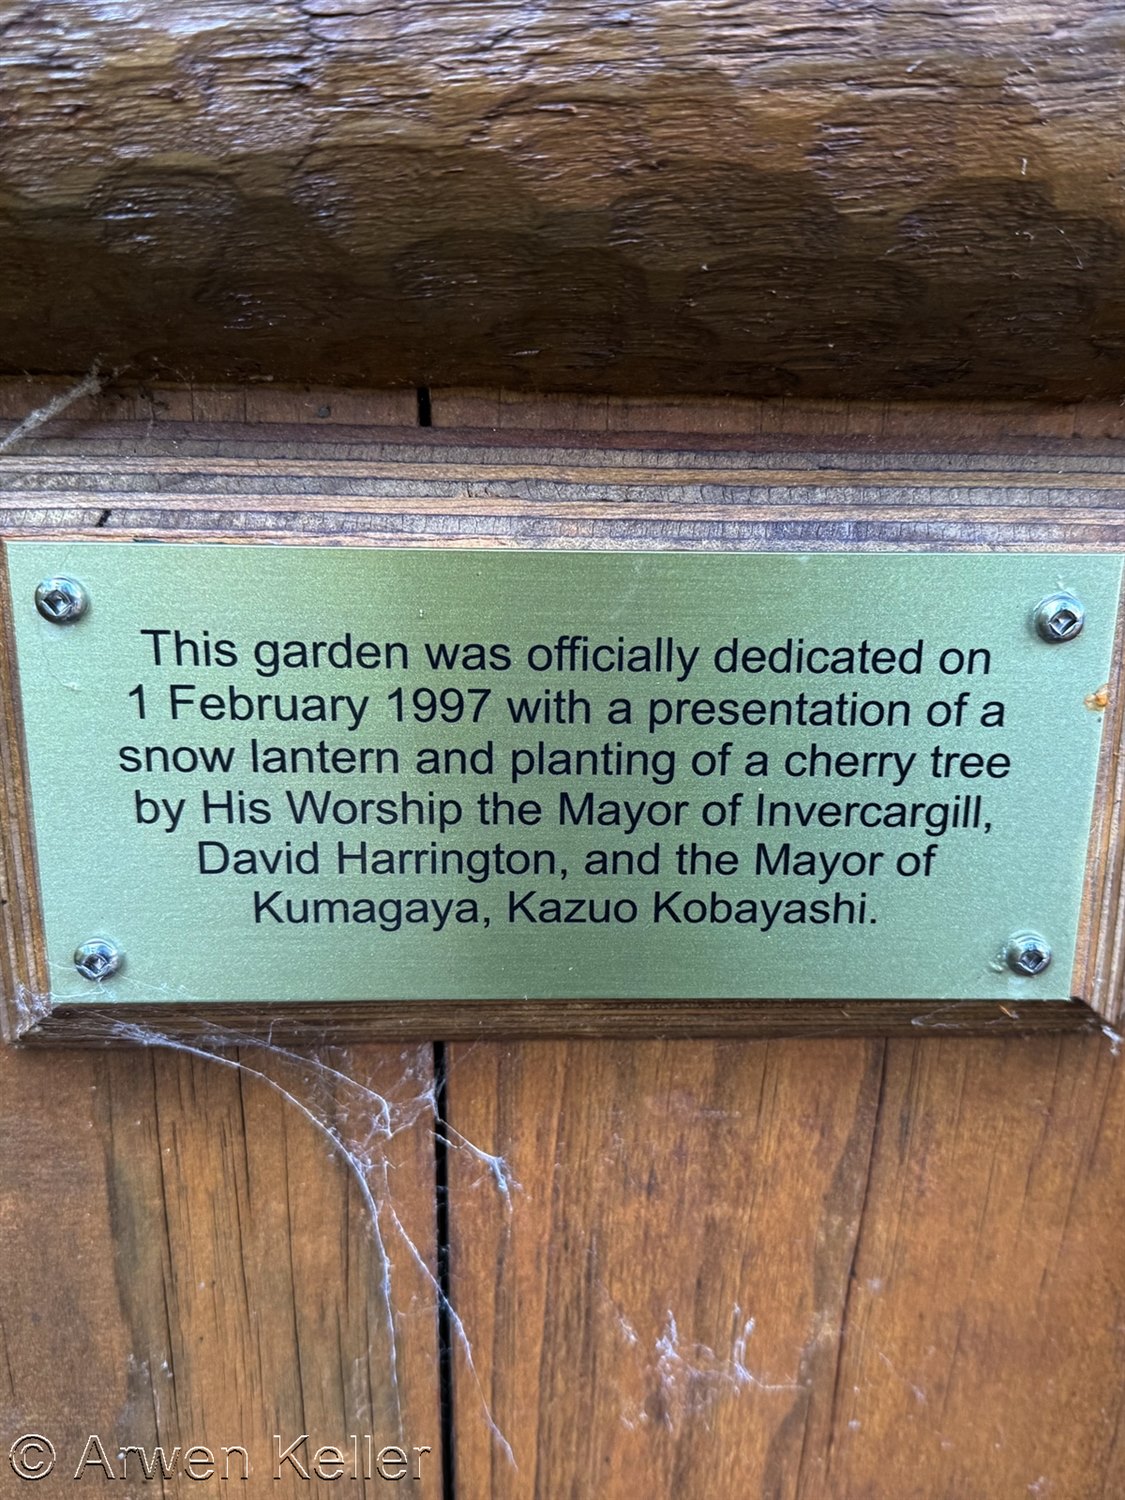 This garden was officially dedicated on
1 February 1997 with a presentation of a
snow lantern and planting of a cherry tree
by His Worship the Mayor of Invercargill,
David Harrington, and the Mayor of
Kumagaya, Kazuo Kobayashi.
© Arwen Keller